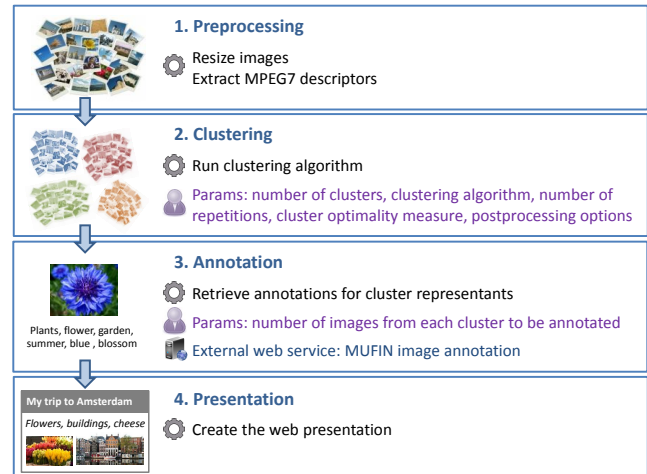 1. Preprocessing
Resize images
Extract MPEG7 descriptors
2. Clustering
Run clustering algorithm
Params: number of clusters, clustering algorithm, number of
repetitions, cluster optimality measure, postprocessing options
3. Annotation
Retrieve annotations for cluster representants
Params: number of images from each cluster to be annotated
External web service: MUFIN image annotation
Plants, flower, garden,
summer, blue , blossom
4. Presentation
Create the web presentation
My trip to Amsterdam
Flowers, buildings, cheese